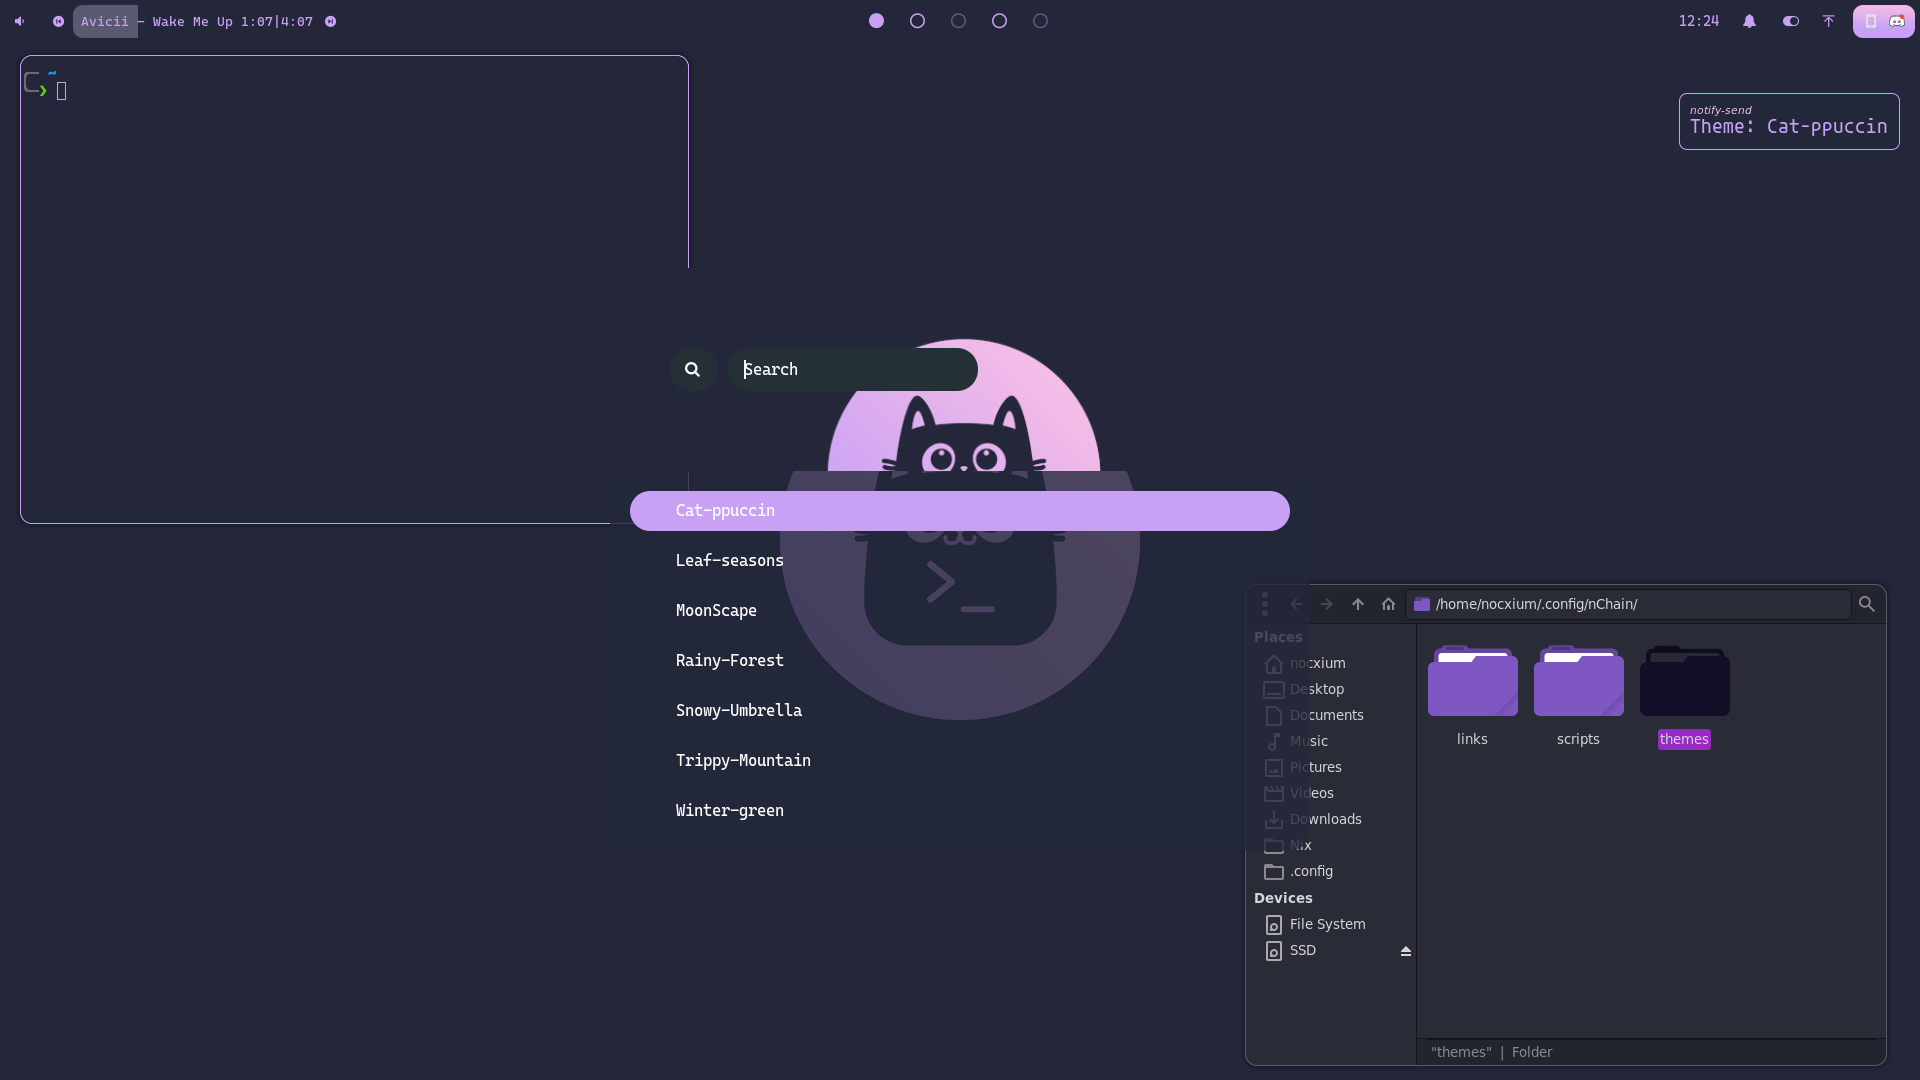 Avicii — Wake Me Up 1:07|4:07
12:24
~
notify-send
Theme: Cat-ppuccin
Search
Cat-ppuccin
Leaf-seasons
MoonScape
Rainy-Forest
Snowy-Umbrella
Trippy-Mountain
Winter-green
/home/nocxium/.config/nChain/
Places
nocxium
Desktop
Documents
Music
Pictures
Videos
Downloads
Nix
.config
Devices
File System
SSD
links
scripts
themes
"themes" | Folder